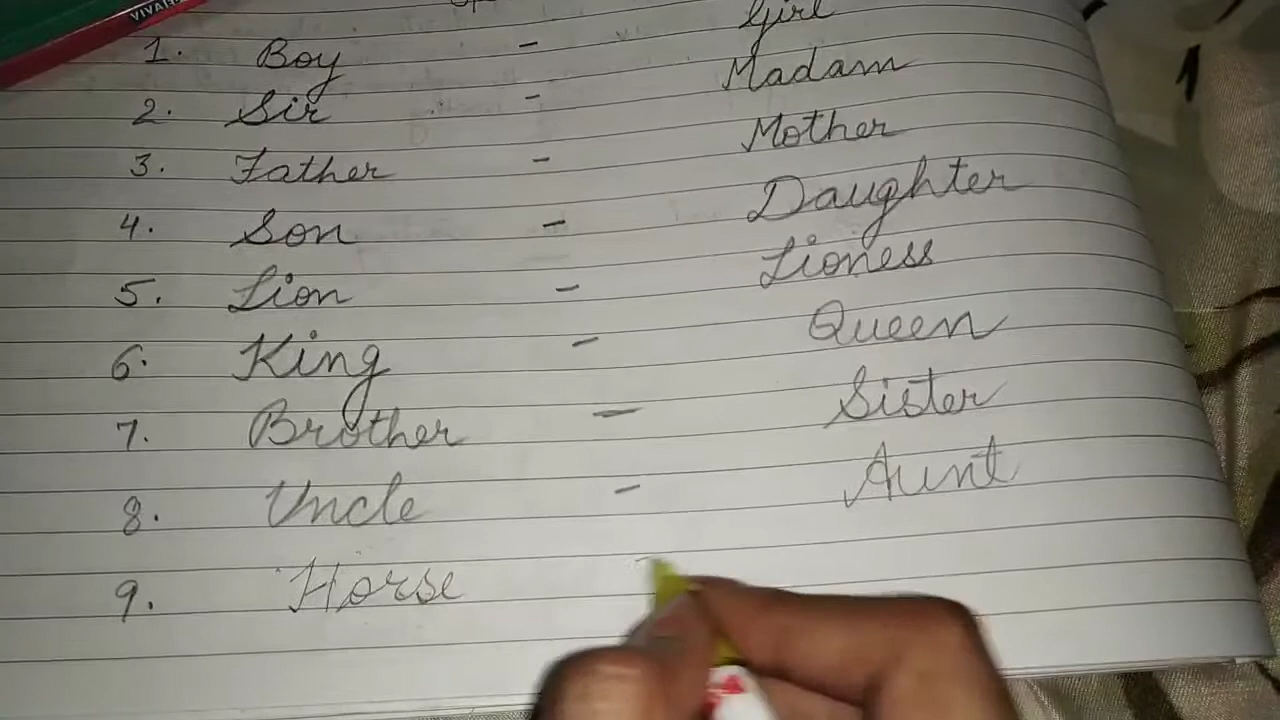 VIVA
1. Boy - Girl
2. Sir - Madam
3. Father - Mother
4. Son - Daughter
5. Lion - Lioness
6. King - Queen
7. Brother - Sister
8. Uncle - Aunt
9. Horse